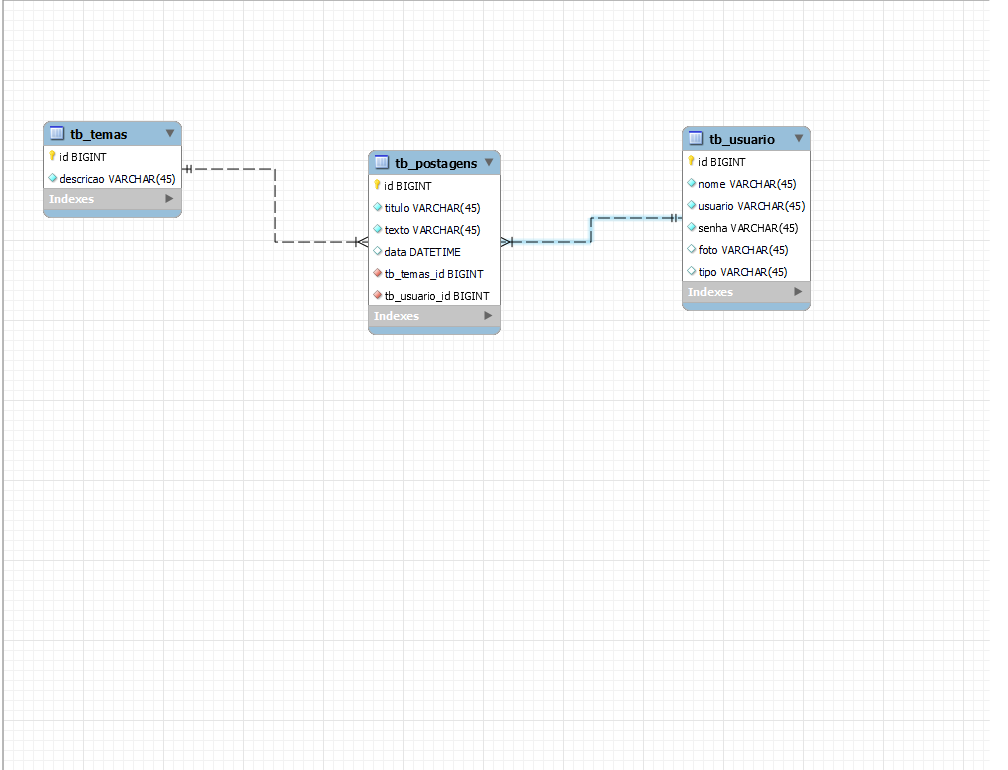 tb_temas
id BIGINT
descricao VARCHAR(45)
Indexes
tb_postagens
id BIGINT
titulo VARCHAR(45)
texto VARCHAR(45)
data DATETIME
tb_temas_id BIGINT
tb_usuario_id BIGINT
Indexes
tb_usuario
id BIGINT
nome VARCHAR(45)
usuario VARCHAR(45)
senha VARCHAR(45)
foto VARCHAR(45)
tipo VARCHAR(45)
Indexes